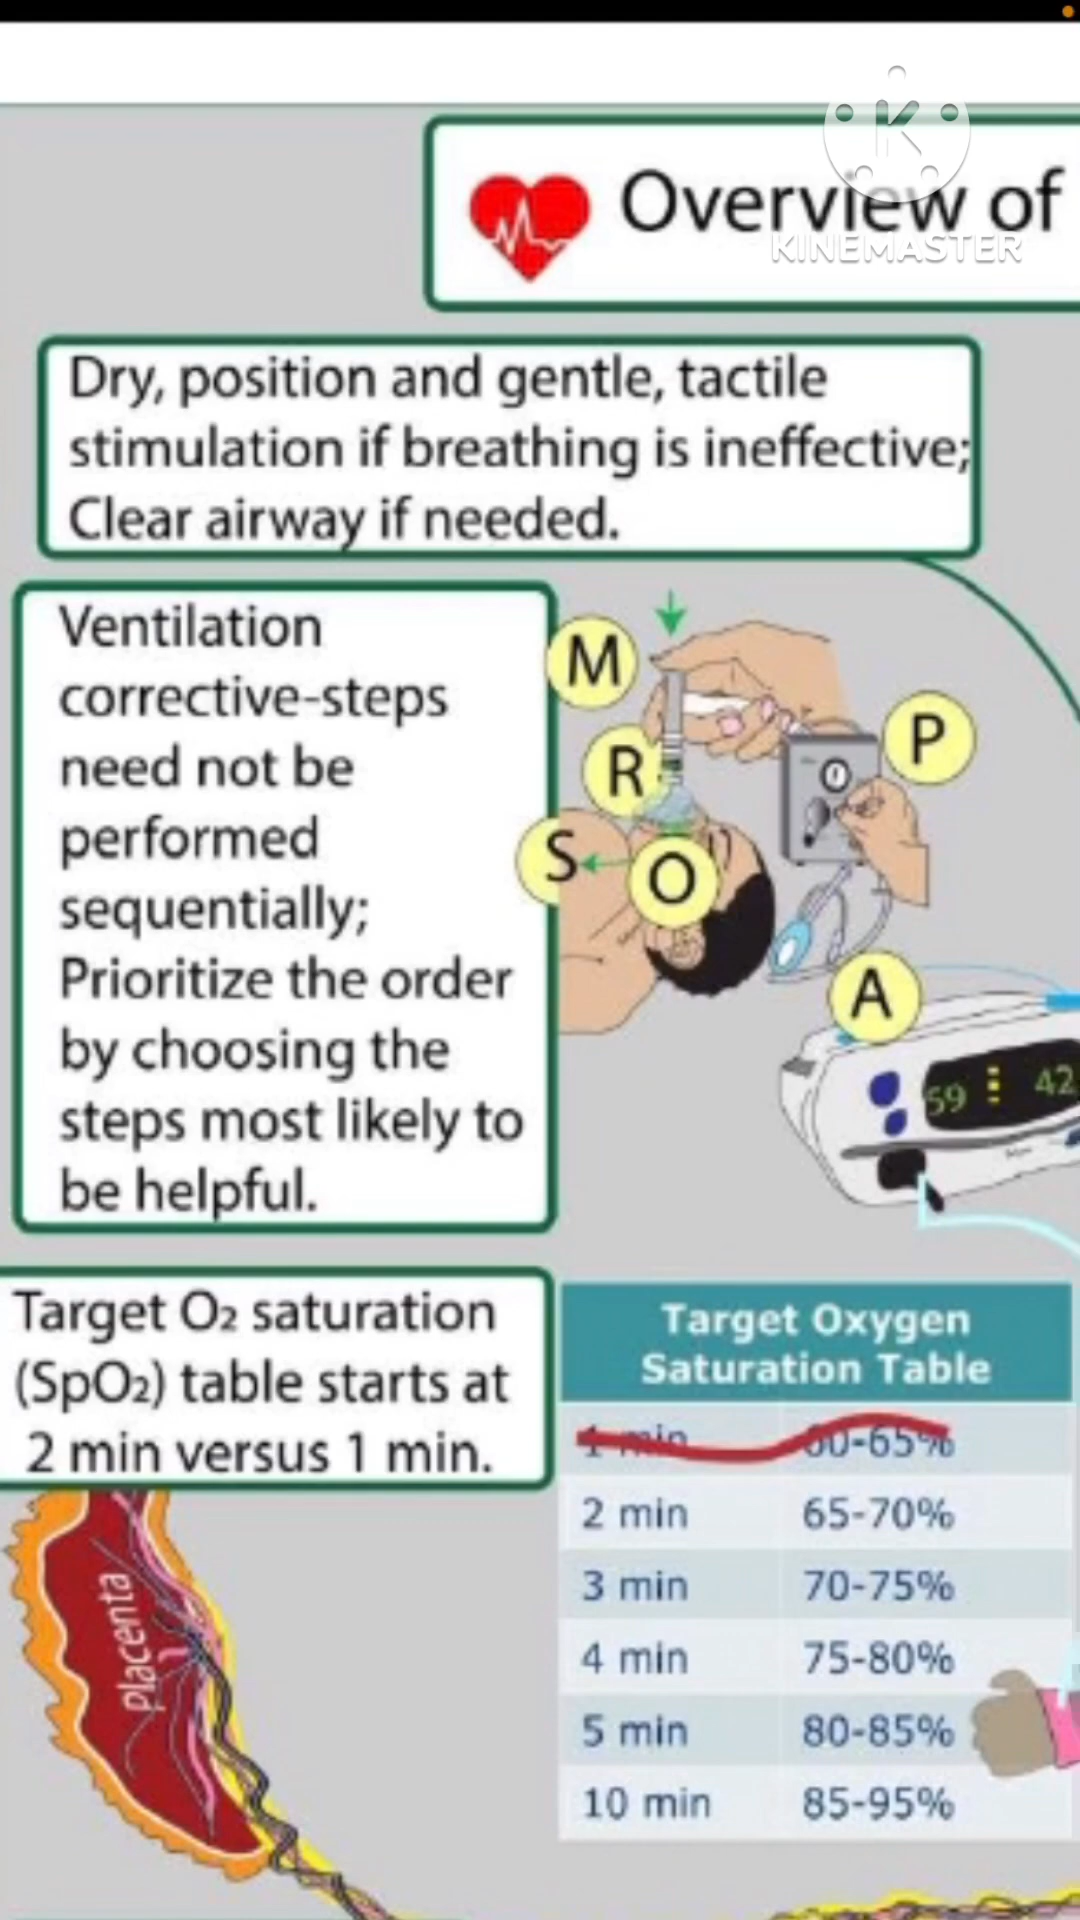 Overview of
KINEMASTER
Dry, position and gentle, tactile
stimulation if breathing is ineffective;
Clear airway if needed.
Ventilation
corrective-steps
need not be
performed
sequentially;
Prioritize the order
by choosing the
steps most likely to
be helpful.
M
P
R
S
O
A
59 42
Target O₂ saturation
(SpO₂) table starts at
2 min versus 1 min.
Target Oxygen
Saturation Table
1 min 60-65%
2 min 65-70%
3 min 70-75%
4 min 75-80%
5 min 80-85%
10 min 85-95%
placenta